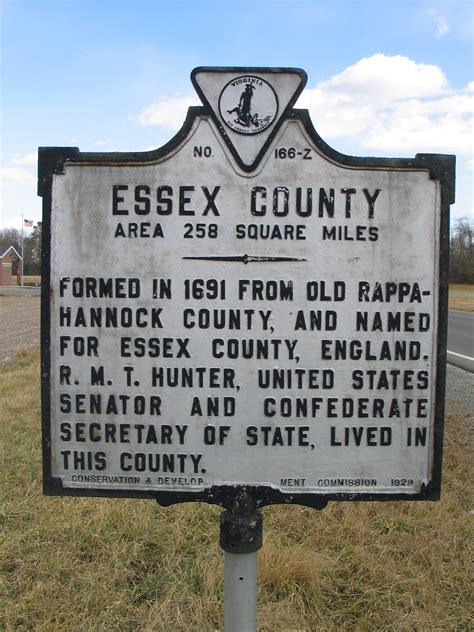 VIRGINIA
NO. 166-Z
ESSEX COUNTY
AREA 258 SQUARE MILES
FORMED IN 1691 FROM OLD RAPPA-
HANNOCK COUNTY, AND NAMED
FOR ESSEX COUNTY, ENGLAND.
R. M. T. HUNTER, UNITED STATES
SENATOR AND CONFEDERATE
SECRETARY OF STATE, LIVED IN
THIS COUNTY.
CONSERVATION & DEVELOPMENT COMMISSION 1929